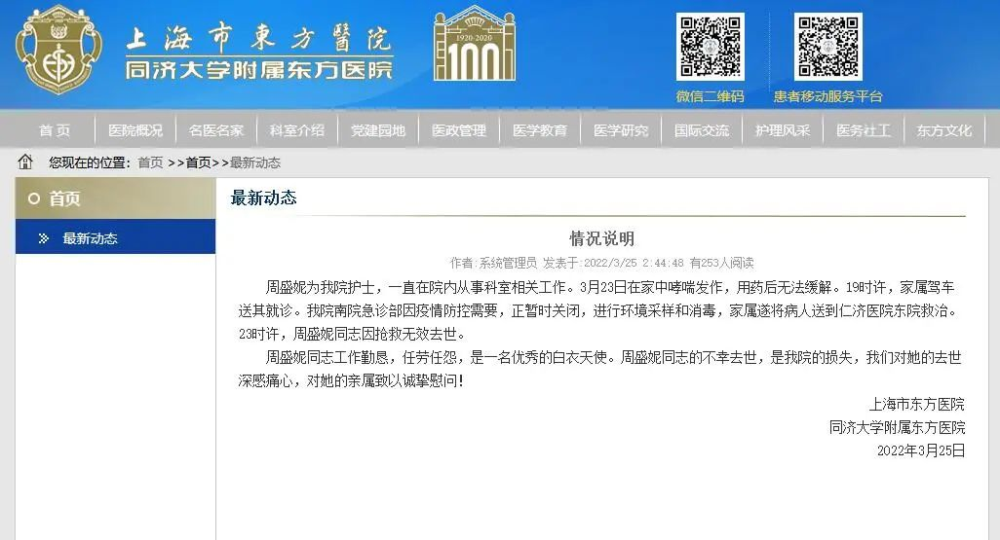 上海市東方醫院
同济大学附属东方医院
1920-2020
100
微信二维码
患者移动服务平台
首 页
医院概况
名医名家
科室介绍
党建园地
医政管理
医学教育
医学研究
国际交流
护理风采
医务社工
东方文化
您现在的位置：首页 >>首页>>最新动态
首页
最新动态
最新动态
情况说明
作者:系统管理员 发表于:2022/3/25 2:44:48 有253人阅读
周盛妮为我院护士，一直在院内从事科室相关工作。3月23日在家中哮喘发作，用药后无法缓解。19时许，家属驾车
送其就诊。我院南院急诊部因疫情防控需要，正暂时关闭，进行环境采样和消毒，家属遂将病人送到仁济医院东院救治。
23时许，周盛妮同志因抢救无效去世。
周盛妮同志工作勤恳，任劳任怨，是一名优秀的白衣天使。周盛妮同志的不幸去世，是我院的损失，我们对她的去世
深感痛心，对她的亲属致以诚挚慰问！
上海市东方医院
同济大学附属东方医院
2022年3月25日